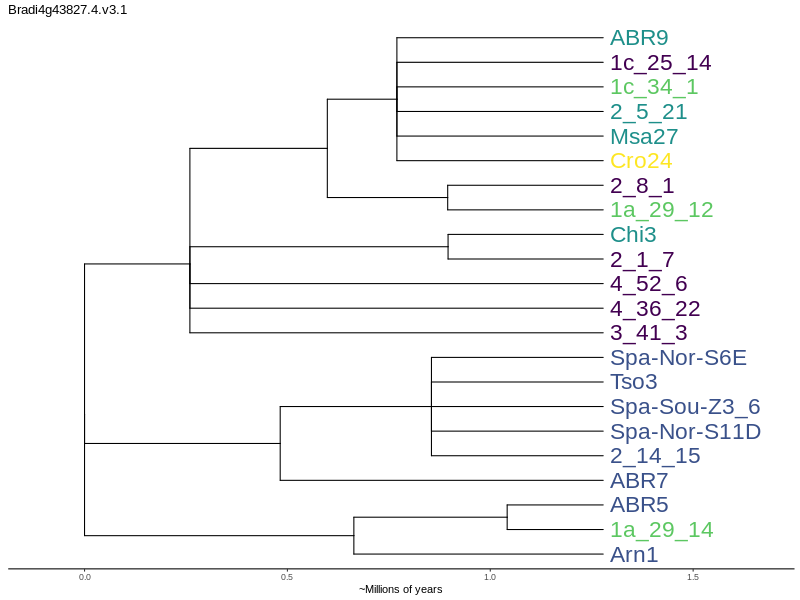 Bradi4g43827.4.v3.1
ABR9
1c_25_14
1c_34_1
2_5_21
Msa27
Cro24
2_8_1
1a_29_12
Chi3
2_1_7
4_52_6
4_36_22
3_41_3
Spa-Nor-S6E
Tso3
Spa-Sou-Z3_6
Spa-Nor-S11D
2_14_15
ABR7
ABR5
1a_29_14
Arn1
0.0 0.5 1.0 1.5
~Millions of years